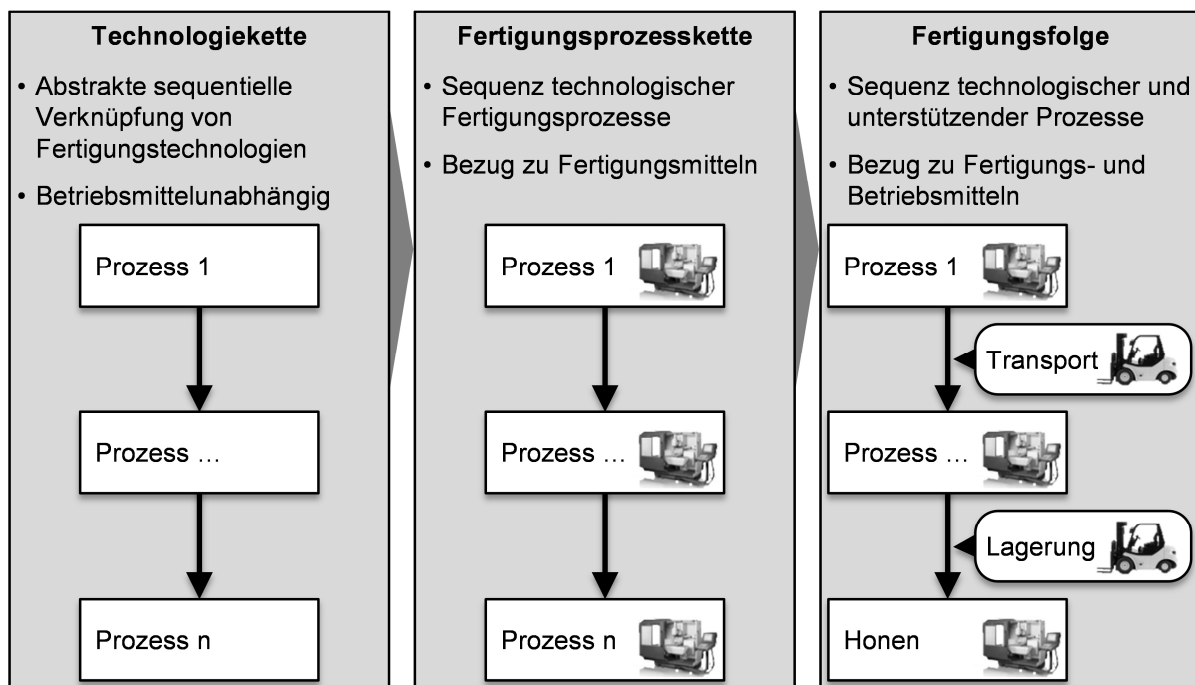 Technologiekette
• Abstrakte sequentielle
Verknüpfung von
Fertigungstechnologien
• Betriebsmittelunabhängig
Prozess 1
Prozess ...
Prozess n
Fertigungsprozesskette
• Sequenz technologischer
Fertigungsprozesse
• Bezug zu Fertigungsmitteln
Prozess 1
Prozess ...
Prozess n
Fertigungsfolge
• Sequenz technologischer und
unterstützender Prozesse
• Bezug zu Fertigungs- und
Betriebsmitteln
Prozess 1
Transport
Prozess ...
Lagerung
Honen